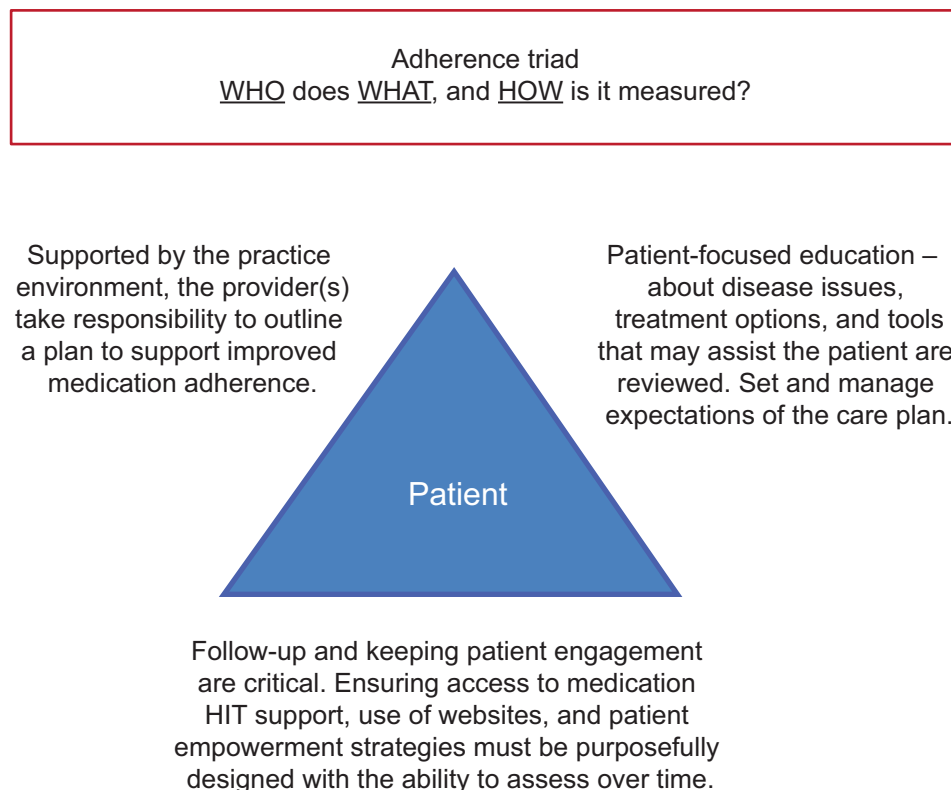 Adherence triad
WHO does WHAT, and HOW is it measured?
Supported by the practice
environment, the provider(s)
take responsibility to outline
a plan to support improved
medication adherence.
Patient-focused education –
about disease issues,
treatment options, and tools
that may assist the patient are
reviewed. Set and manage
expectations of the care plan.
Patient
Follow-up and keeping patient engagement
are critical. Ensuring access to medication
HIT support, use of websites, and patient
empowerment strategies must be purposefully
designed with the ability to assess over time.